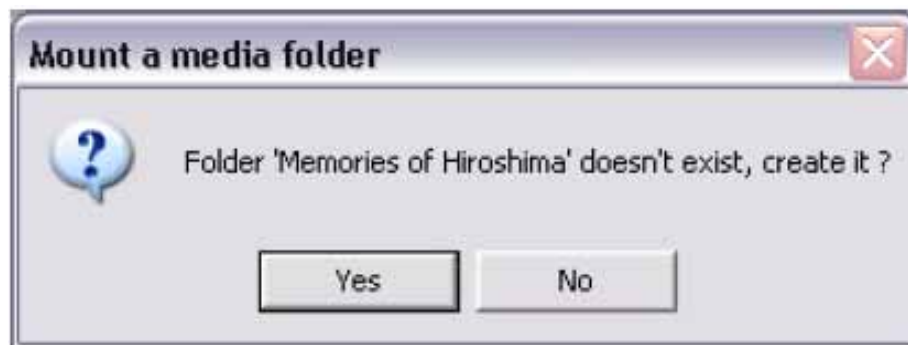 Mount a media folder
Folder 'Memories of Hiroshima' doesn't exist, create it ?
Yes
No